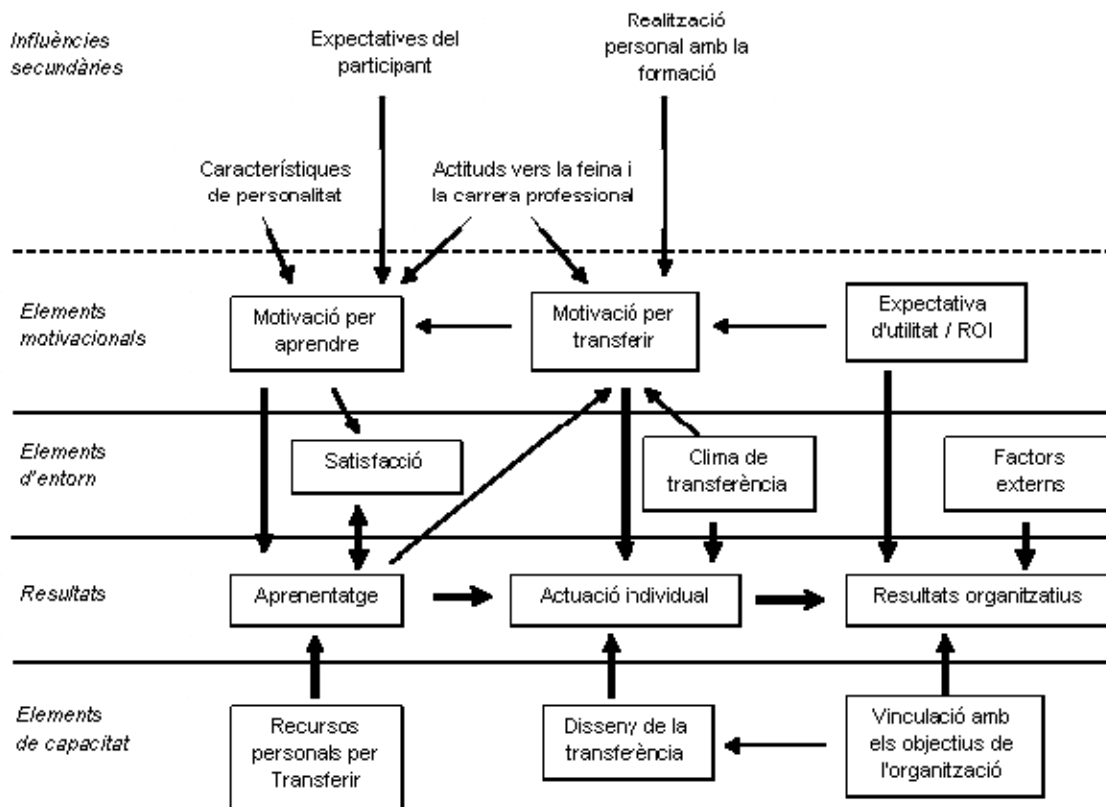 Influències
secundàries
Expectatives del
participant
Realització
personal amb la
formació
Característiques
de personalitat
Actituds vers la feina i
la carrera professional
Elements
motivacionals
Motivació per
aprendre
Motivació per
transferir
Expectativa
d'utilitat / ROI
Elements
d'entorn
Satisfacció
Clima de
transferència
Factors
externs
Resultats
Aprenentatge
Actuació individual
Resultats organitzatius
Elements
de capacitat
Recursos
personals per
Transferir
Disseny de la
transferència
Vinculació amb
els objectius de
l'organització